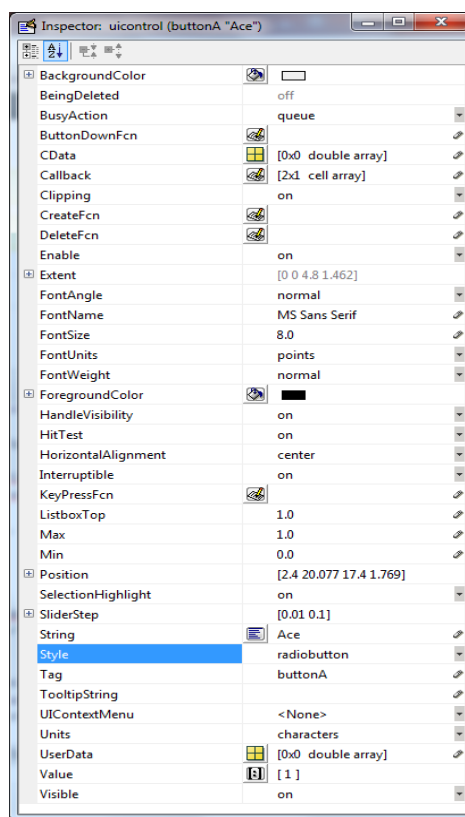 Inspector: uicontrol (buttonA "Ace")
BackgroundColor
BeingDeleted off
BusyAction queue
ButtonDownFcn
CData [0x0 double array]
Callback [2x1 cell array]
Clipping on
CreateFcn
DeleteFcn
Enable on
Extent [0 0 4.8 1.462]
FontAngle normal
FontName MS Sans Serif
FontSize 8.0
FontUnits points
FontWeight normal
ForegroundColor
HandleVisibility on
HitTest on
HorizontalAlignment center
Interruptible on
KeyPressFcn
ListboxTop 1.0
Max 1.0
Min 0.0
Position [2.4 20.077 17.4 1.769]
SelectionHighlight on
SliderStep [0.01 0.1]
String Ace
Style radiobutton
Tag buttonA
TooltipString
UIContextMenu <None>
Units characters
UserData [0x0 double array]
Value [ 1 ]
Visible on